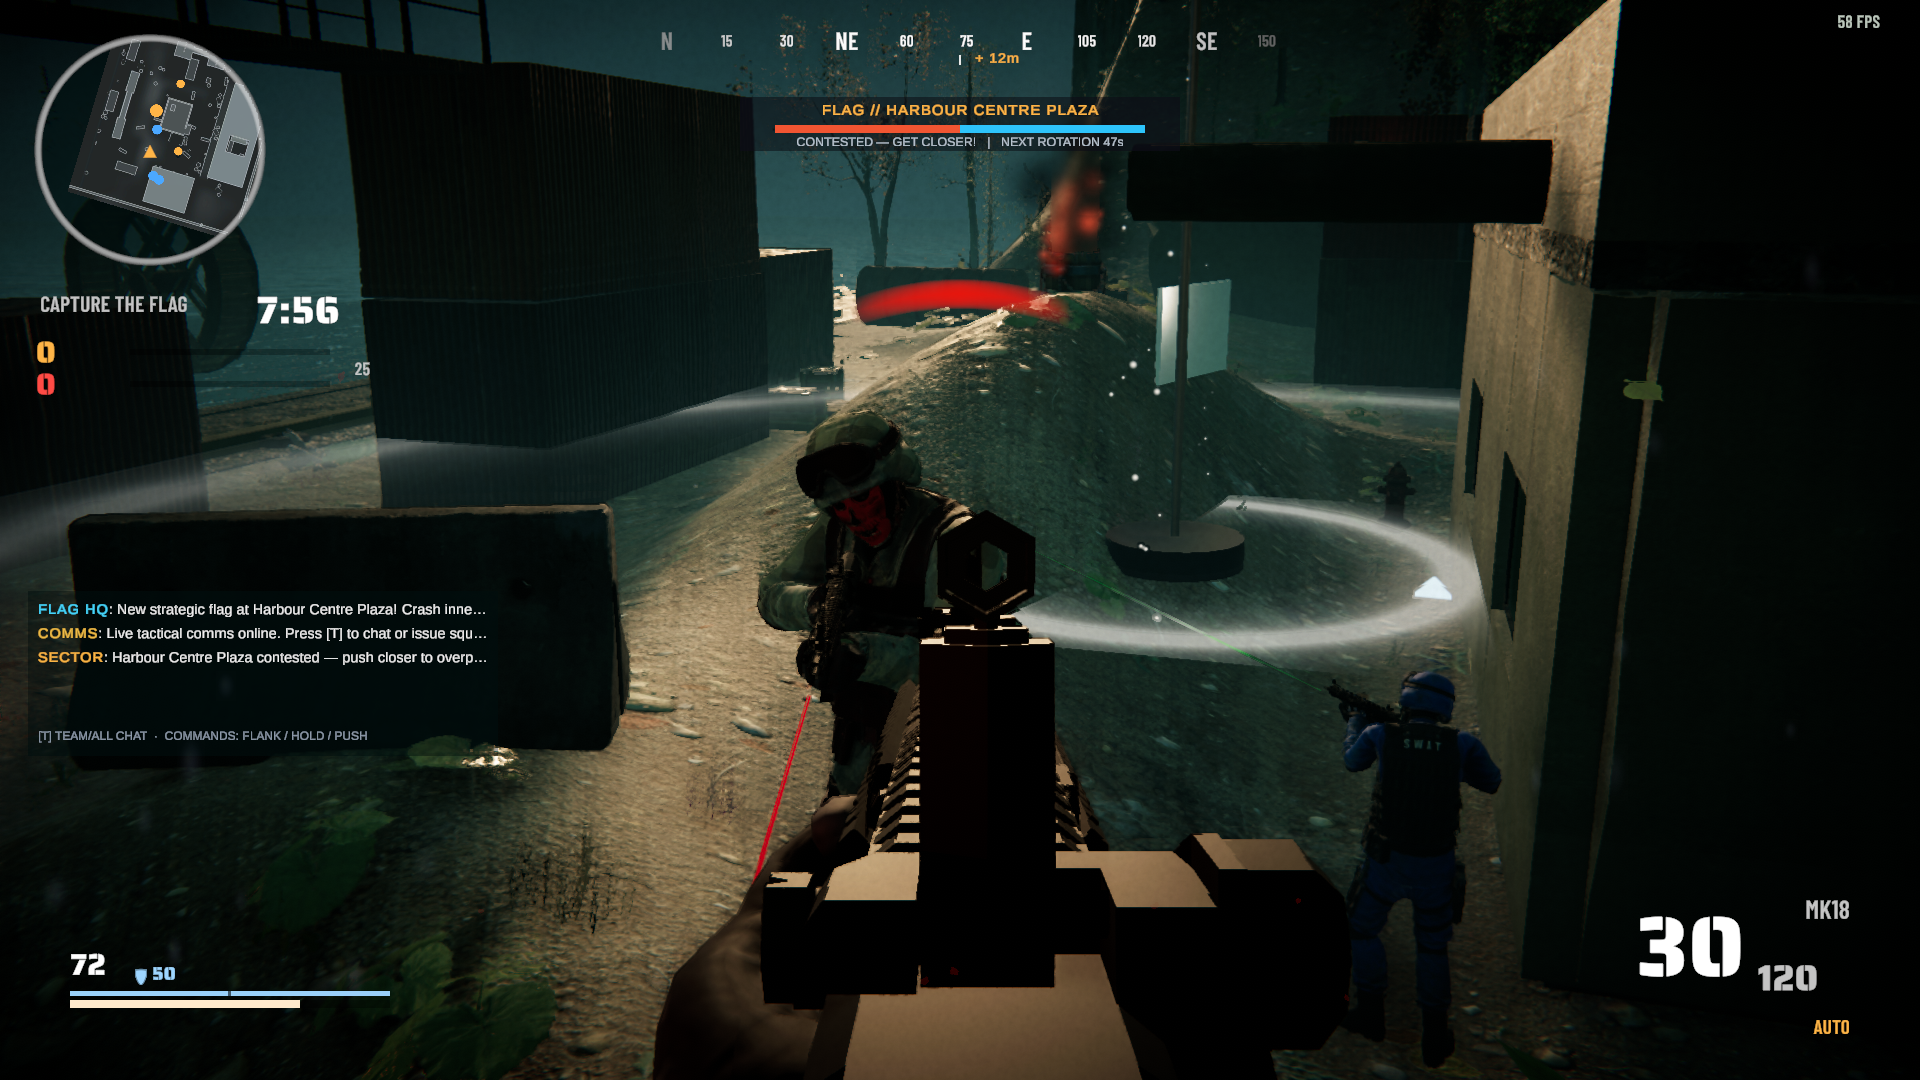 58 FPS
N 15 30 NE 60 75 E 105 120 SE 150
+ 12m
FLAG // HARBOUR CENTRE PLAZA
CONTESTED — GET CLOSER! | NEXT ROTATION 47s
CAPTURE THE FLAG 7:56
0
25
0
FLAG HQ: New strategic flag at Harbour Centre Plaza! Crash inne...
COMMS: Live tactical comms online. Press [T] to chat or issue squ...
SECTOR: Harbour Centre Plaza contested — push closer to overp...
[T] TEAM/ALL CHAT · COMMANDS: FLANK / HOLD / PUSH
SWAT
72 50
MK18
30 120
AUTO